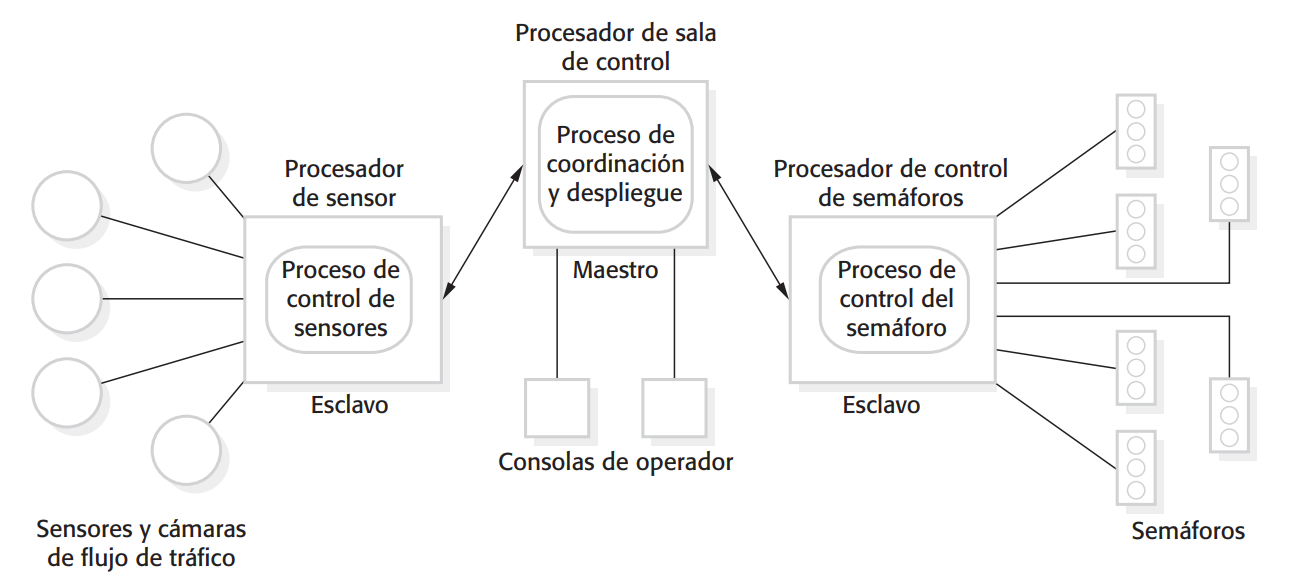 Procesador de sala
de control
Proceso de
coordinación
y despliegue
Maestro
Procesador
de sensor
Proceso de
control de
sensores
Esclavo
Procesador de control
de semáforos
Proceso de
control del
semáforo
Esclavo
Consolas de operador
Sensores y cámaras
de flujo de tráfico
Semáforos